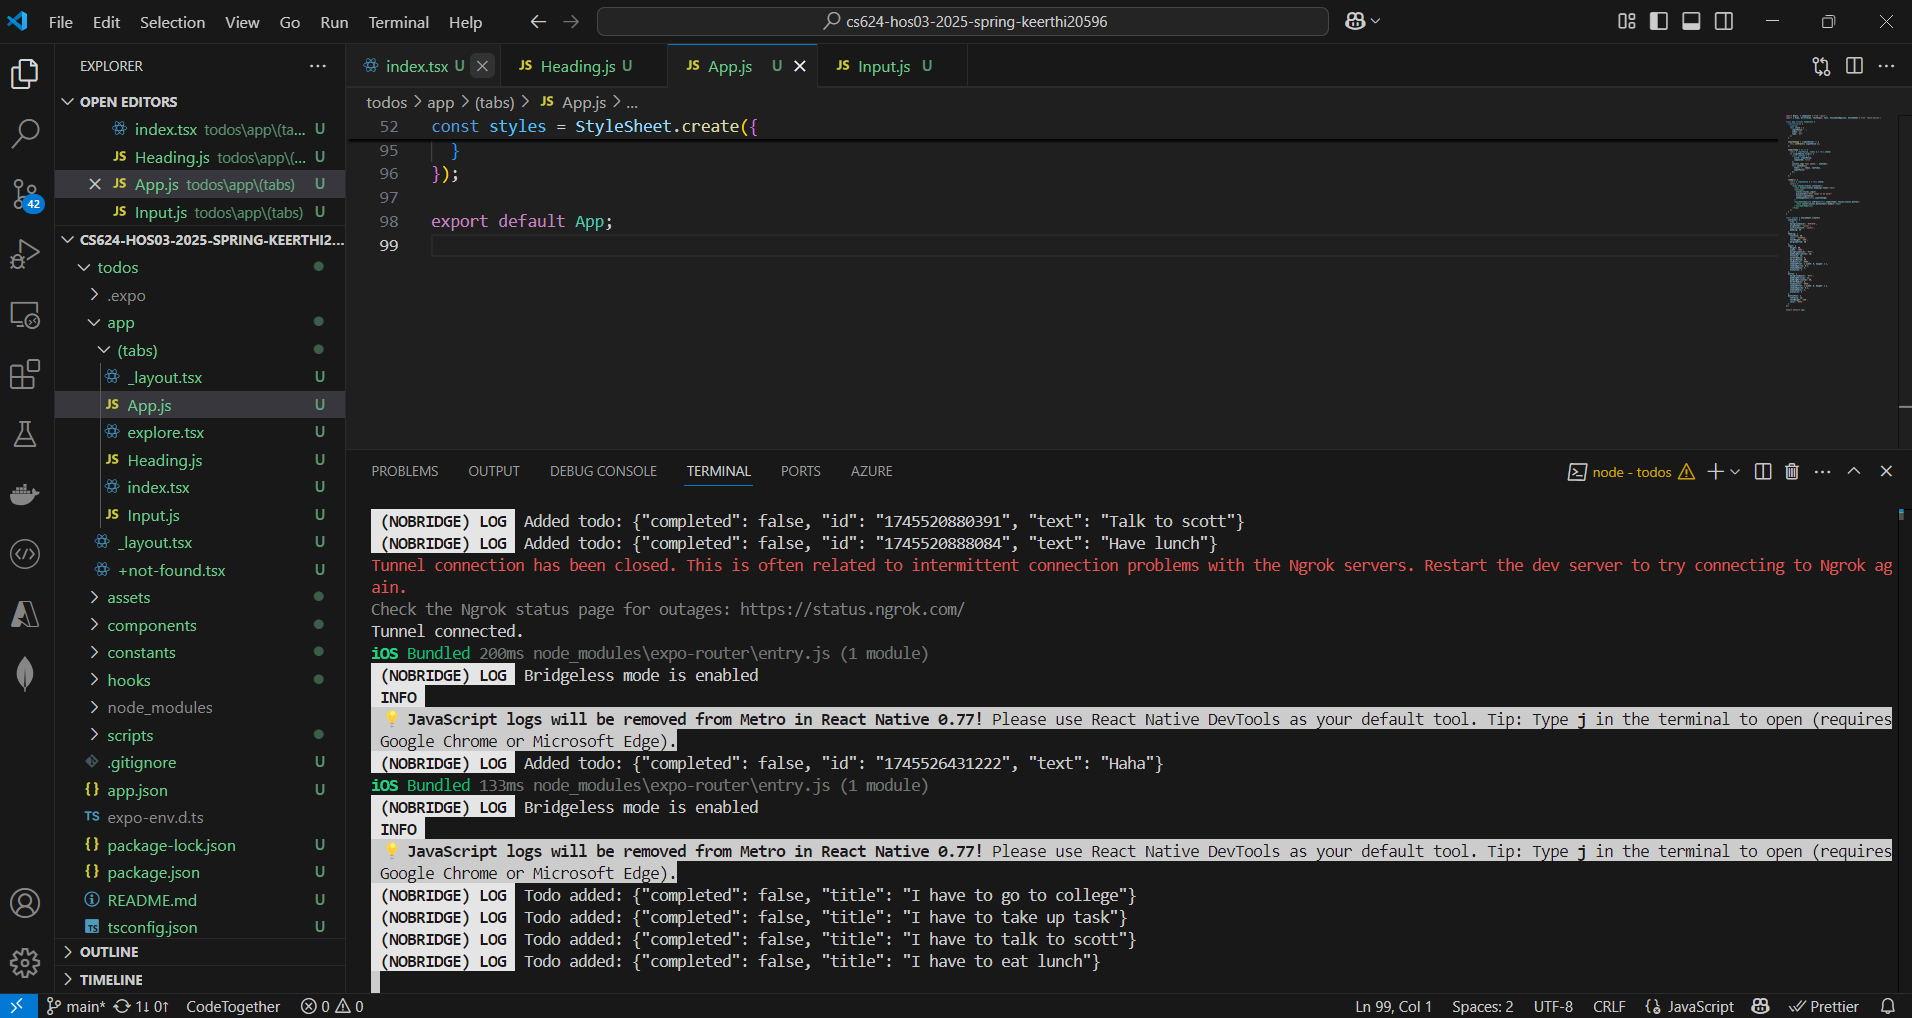 File Edit Selection View Go Run Terminal Help
cs624-hos03-2025-spring-keerthi20596
EXPLORER
OPEN EDITORS
index.tsx todos\app\(ta... U
Heading.js todos\app\(... U
App.js todos\app\(tabs) U
Input.js todos\app\(tabs) U
CS624-HOS03-2025-SPRING-KEERTHI2...
todos
.expo
app
(tabs)
_layout.tsx U
App.js U
explore.tsx U
Heading.js U
index.tsx U
Input.js U
_layout.tsx U
+not-found.tsx U
assets
components
constants
hooks
node_modules
scripts
.gitignore U
app.json U
expo-env.d.ts
package-lock.json U
package.json U
README.md U
tsconfig.json U
OUTLINE
TIMELINE
42
index.tsx U
Heading.js U
App.js U
Input.js U
todos > app > (tabs) > JS App.js > ...
52 const styles = StyleSheet.create({
95 }
96 });
97
98 export default App;
99
PROBLEMS OUTPUT DEBUG CONSOLE TERMINAL PORTS AZURE
node - todos
(NOBRIDGE) LOG Added todo: {"completed": false, "id": "1745520880391", "text": "Talk to scott"}
(NOBRIDGE) LOG Added todo: {"completed": false, "id": "1745520888084", "text": "Have lunch"}
Tunnel connection has been closed. This is often related to intermittent connection problems with the Ngrok servers. Restart the dev server to try connecting to Ngrok ag
ain.
Check the Ngrok status page for outages: https://status.ngrok.com/
Tunnel connected.
iOS Bundled 200ms node_modules\expo-router\entry.js (1 module)
(NOBRIDGE) LOG Bridgeless mode is enabled
INFO
💡 JavaScript logs will be removed from Metro in React Native 0.77! Please use React Native DevTools as your default tool. Tip: Type j in the terminal to open (requires
Google Chrome or Microsoft Edge).
(NOBRIDGE) LOG Added todo: {"completed": false, "id": "1745526431222", "text": "Haha"}
iOS Bundled 133ms node_modules\expo-router\entry.js (1 module)
(NOBRIDGE) LOG Bridgeless mode is enabled
INFO
💡 JavaScript logs will be removed from Metro in React Native 0.77! Please use React Native DevTools as your default tool. Tip: Type j in the terminal to open (requires
Google Chrome or Microsoft Edge).
(NOBRIDGE) LOG Todo added: {"completed": false, "title": "I have to go to college"}
(NOBRIDGE) LOG Todo added: {"completed": false, "title": "I have to take up task"}
(NOBRIDGE) LOG Todo added: {"completed": false, "title": "I have to talk to scott"}
(NOBRIDGE) LOG Todo added: {"completed": false, "title": "I have to eat lunch"}
main* 1↓ 0↑ CodeTogether 0 0 Ln 99, Col 1 Spaces: 2 UTF-8 CRLF JavaScript Prettier